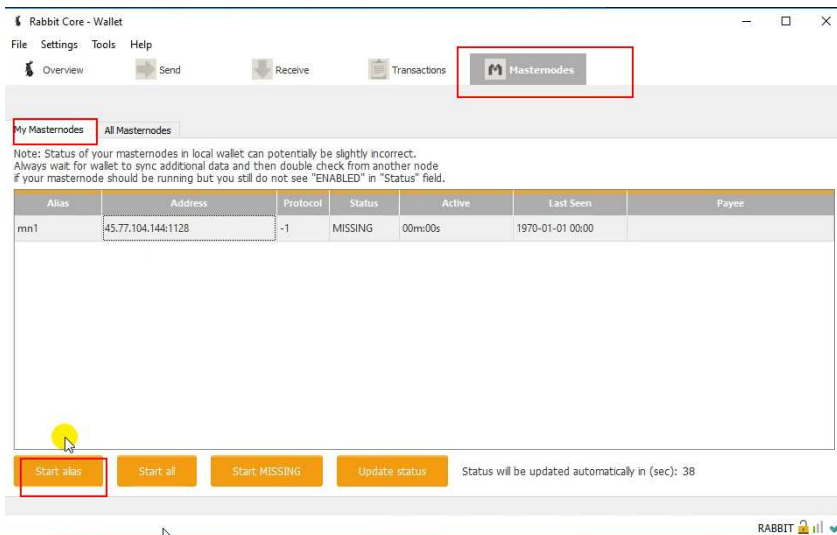 Rabbit Core - Wallet
File Settings Tools Help
Overview Send Receive Transactions Masternodes
My Masternodes All Masternodes
Note: Status of your masternodes in local wallet can potentially be slightly incorrect.
Always wait for wallet to sync additional data and then double check from another node
if your masternode should be running but you still do not see "ENABLED" in "Status" field.
Alias Address Protocol Status Active Last Seen Payee
mn1 45.77.104.144:1128 -1 MISSING 00m:00s 1970-01-01 00:00
Start alias Start all Start MISSING Update status Status will be updated automatically in (sec): 38
RABBIT